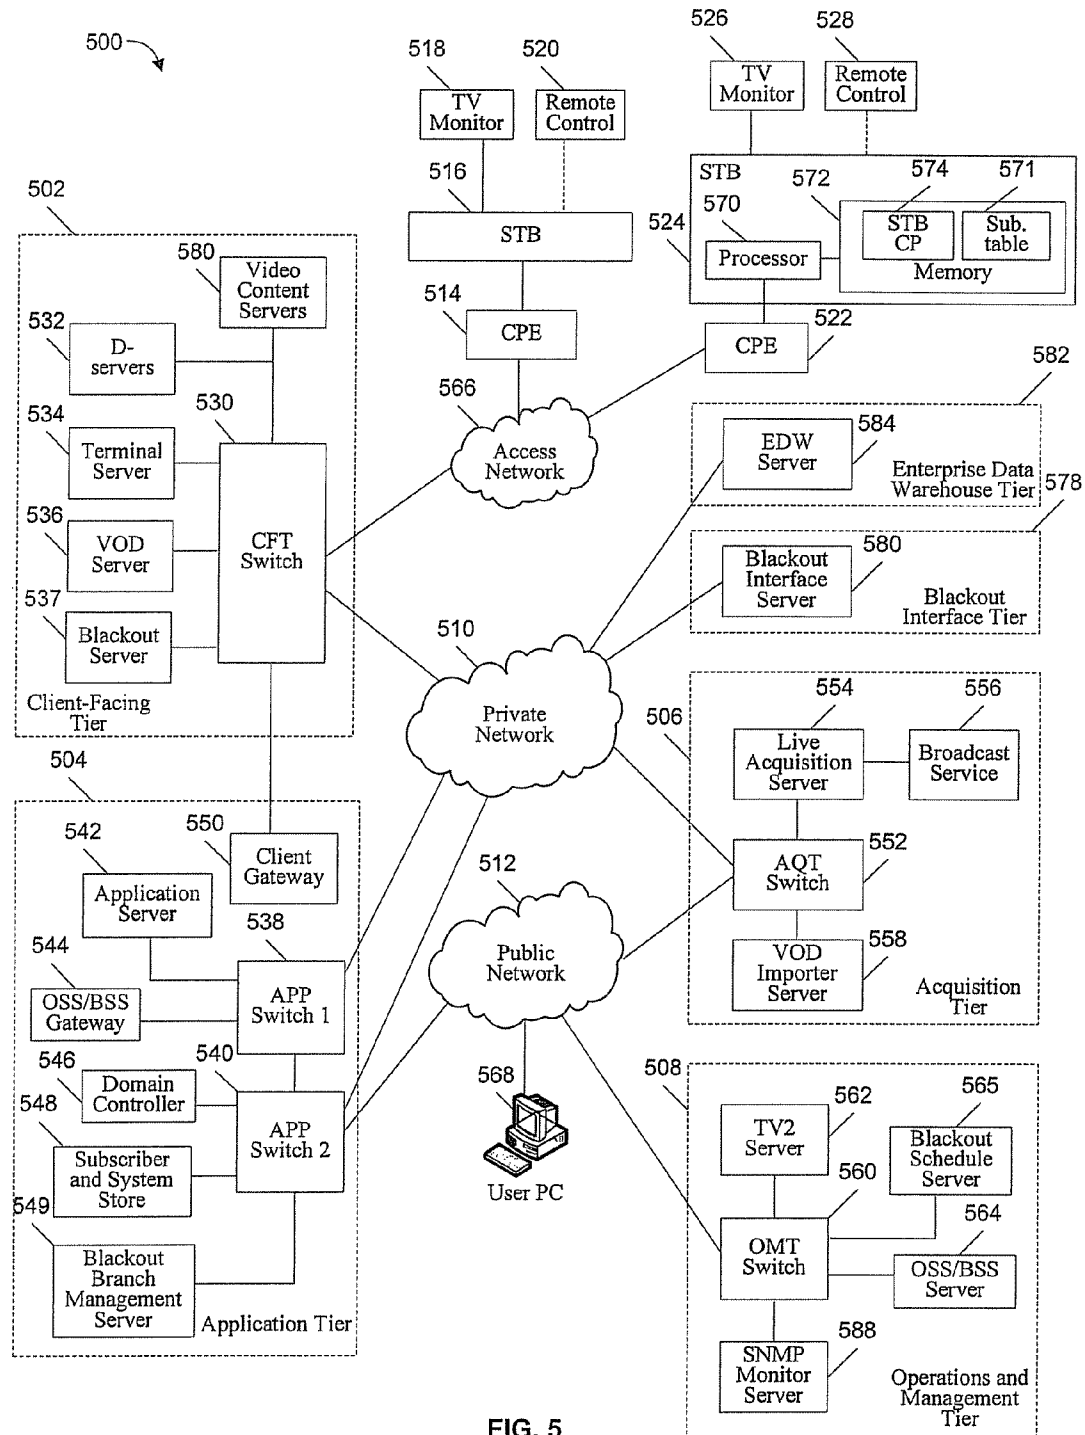 500
518
TV
Monitor
520
Remote
Control
526
TV
Monitor
528
Remote
Control
516
STB
514
CPE
STB
524
570
Processor
572
574
STB
CP
571
Sub.
table
Memory
522
CPE
566
Access
Network
502
580
Video
Content
Servers
532
D-
servers
534
Terminal
Server
530
CFT
Switch
536
VOD
Server
537
Blackout
Server
Client-Facing
Tier
582
EDW
Server
584
Enterprise Data
Warehouse Tier
578
Blackout
Interface
Server
580
Blackout
Interface Tier
510
Private
Network
506
554
Live
Acquisition
Server
556
Broadcast
Service
AQT
Switch
552
VOD
Importer
Server
558
Acquisition
Tier
504
542
Application
Server
550
Client
Gateway
544
OSS/BSS
Gateway
538
APP
Switch 1
546
Domain
Controller
540
APP
Switch 2
548
Subscriber
and System
Store
549
Blackout
Branch
Management
Server
Application Tier
512
Public
Network
568
User PC
508
TV2
Server
562
565
Blackout
Schedule
Server
560
OMT
Switch
564
OSS/BSS
Server
SNMP
Monitor
Server
588
Operations and
Management
Tier
FIG. 5